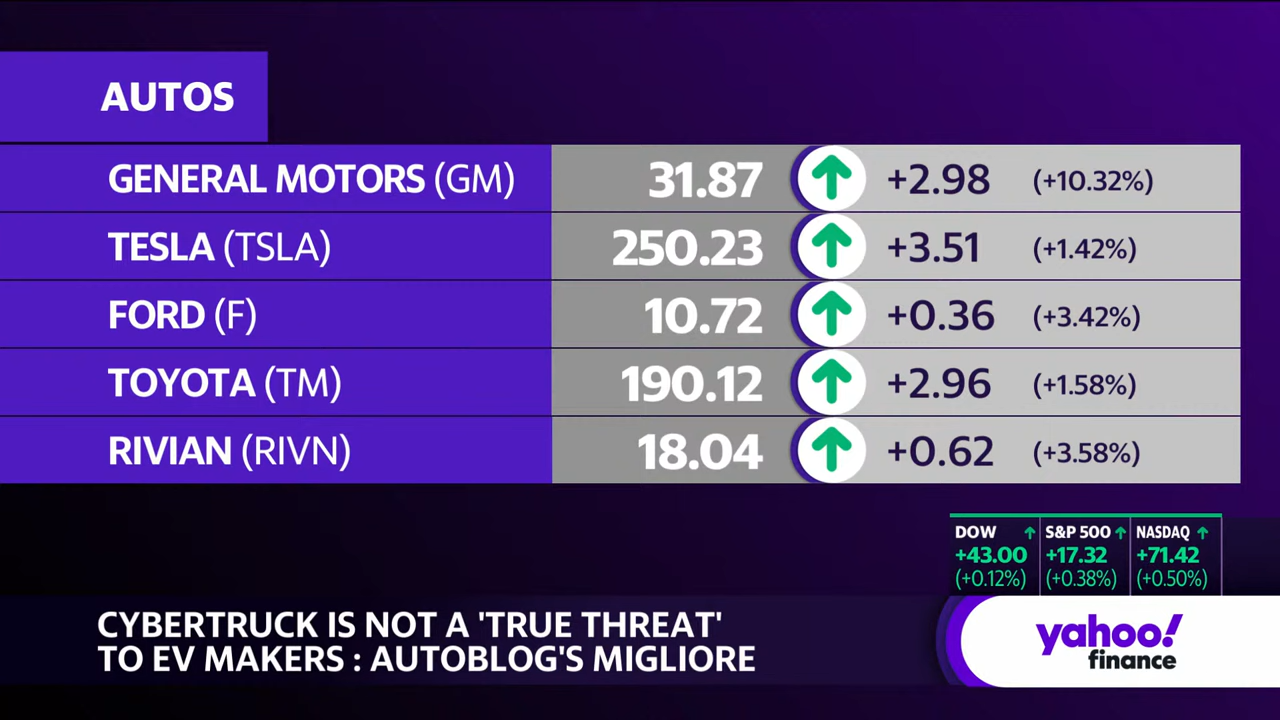 AUTOS
GENERAL MOTORS (GM) 31.87 +2.98 (+10.32%)
TESLA (TSLA) 250.23 +3.51 (+1.42%)
FORD (F) 10.72 +0.36 (+3.42%)
TOYOTA (TM) 190.12 +2.96 (+1.58%)
RIVIAN (RIVN) 18.04 +0.62 (+3.58%)
DOW S&P 500 NASDAQ
+43.00 +17.32 +71.42
(+0.12%) (+0.38%) (+0.50%)
CYBERTRUCK IS NOT A 'TRUE THREAT'
TO EV MAKERS : AUTOBLOG'S MIGLIORE
yahoo!
finance